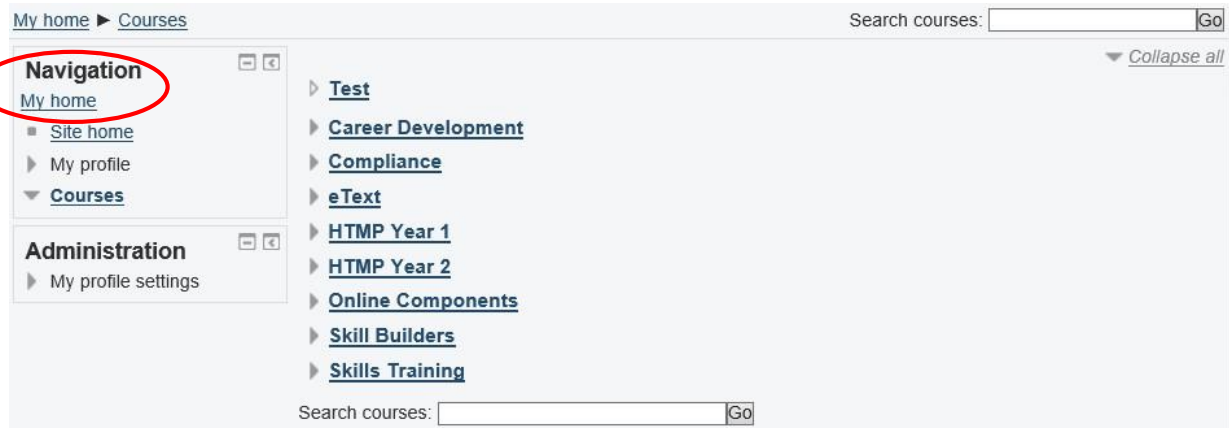 My home ► Courses
Search courses: Go
Collapse all
Navigation
My home
Site home
My profile
Courses
Administration
My profile settings
Test
Career Development
Compliance
eText
HTMP Year 1
HTMP Year 2
Online Components
Skill Builders
Skills Training
Search courses: Go